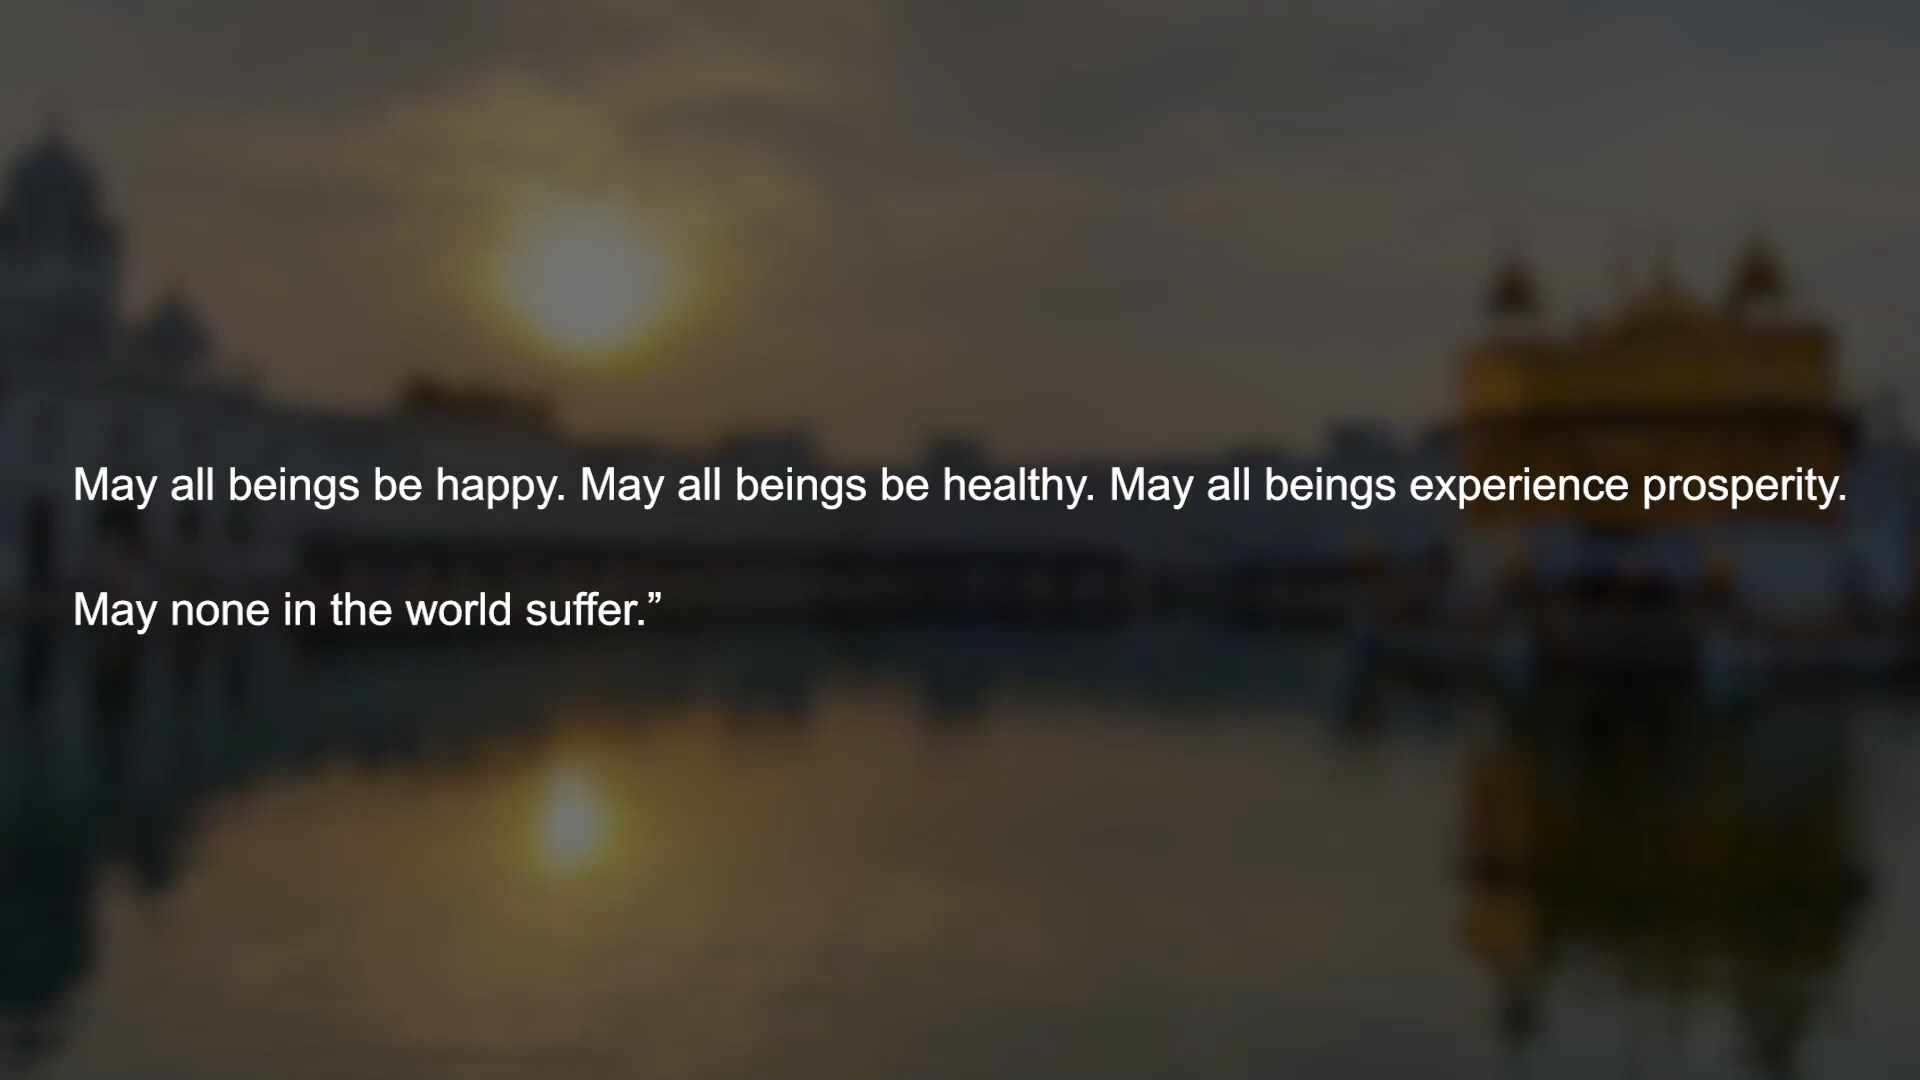 May all beings be happy. May all beings be healthy. May all beings experience prosperity.
May none in the world suffer.”